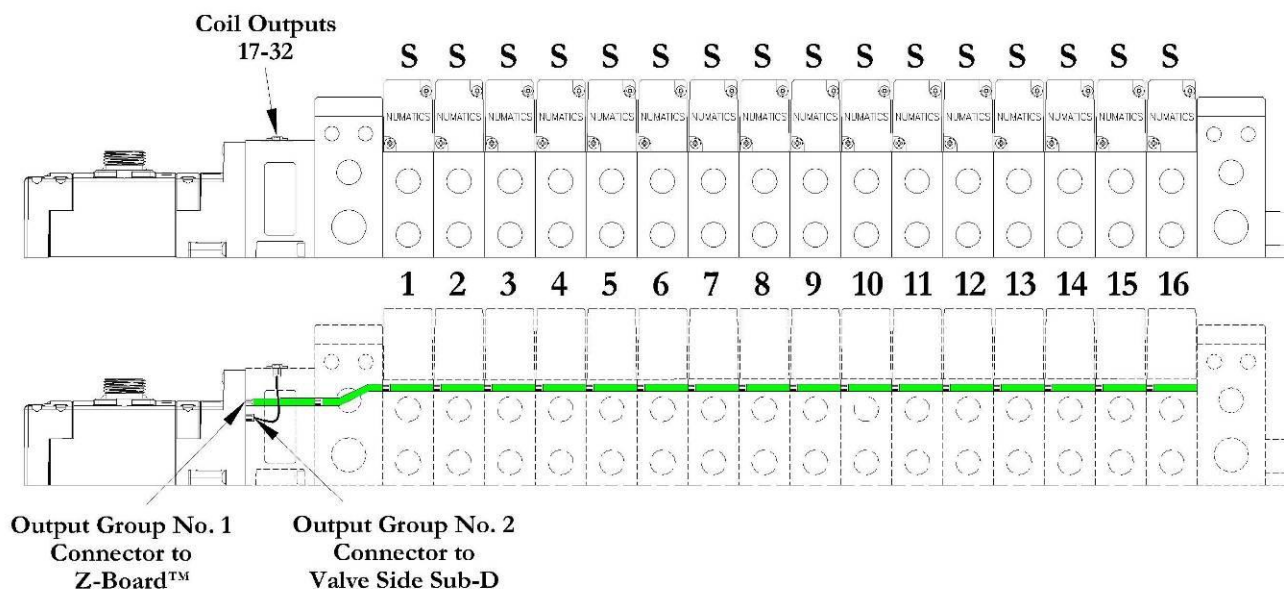 Coil Outputs
17-32
S S S S S S S S S S S S S S S S
NUMATICS NUMATICS NUMATICS NUMATICS NUMATICS NUMATICS NUMATICS NUMATICS NUMATICS NUMATICS NUMATICS NUMATICS NUMATICS NUMATICS NUMATICS NUMATICS
1 2 3 4 5 6 7 8 9 10 11 12 13 14 15 16
Output Group No. 1
Connector to
Z-Board™
Output Group No. 2
Connector to
Valve Side Sub-D